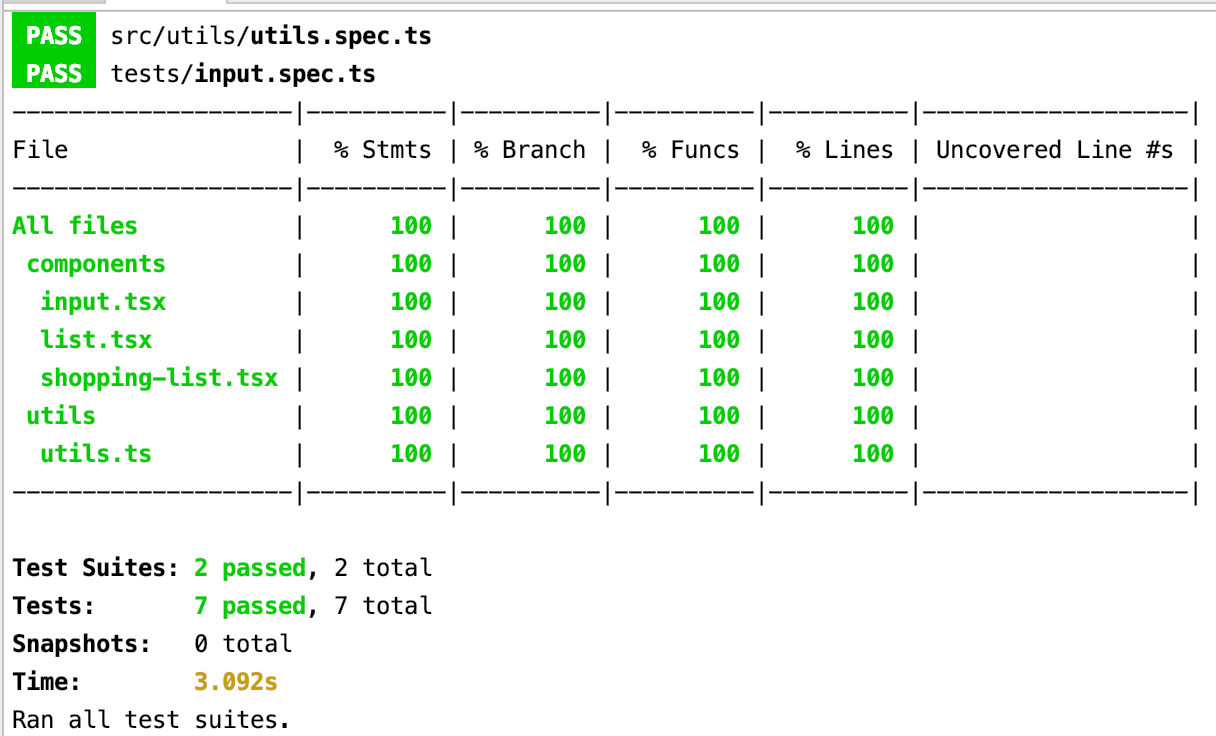 PASS src/utils/utils.spec.ts
PASS tests/input.spec.ts
--------------------|----------|----------|----------|----------|-------------------|
File                |  % Stmts | % Branch |  % Funcs |  % Lines | Uncovered Line #s |
--------------------|----------|----------|----------|----------|-------------------|
All files           |      100 |      100 |      100 |      100 |                   |
 components         |      100 |      100 |      100 |      100 |                   |
  input.tsx         |      100 |      100 |      100 |      100 |                   |
  list.tsx          |      100 |      100 |      100 |      100 |                   |
  shopping-list.tsx |      100 |      100 |      100 |      100 |                   |
 utils              |      100 |      100 |      100 |      100 |                   |
  utils.ts          |      100 |      100 |      100 |      100 |                   |
--------------------|----------|----------|----------|----------|-------------------|
Test Suites: 2 passed, 2 total
Tests:       7 passed, 7 total
Snapshots:   0 total
Time:        3.092s
Ran all test suites.